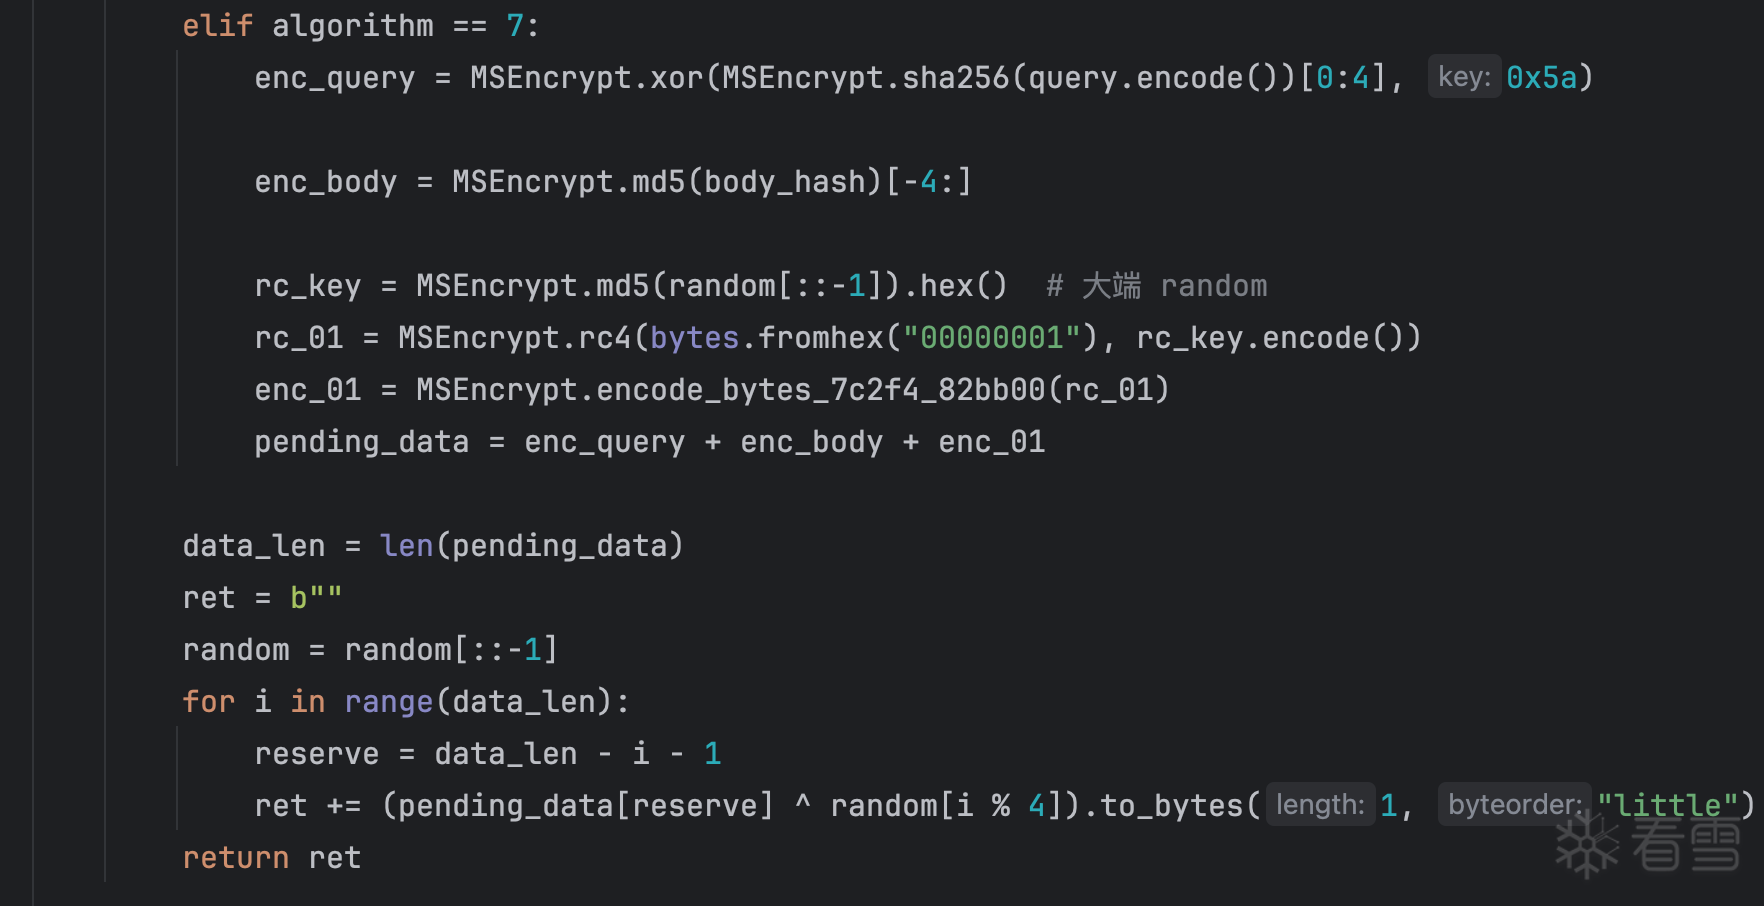 elif algorithm == 7:
enc_query = MSEncrypt.xor(MSEncrypt.sha256(query.encode())[0:4], key: 0x5a)
enc_body = MSEncrypt.md5(body_hash)[-4:]
rc_key = MSEncrypt.md5(random[::-1]).hex()  # 大端 random
rc_01 = MSEncrypt.rc4(bytes.fromhex("00000001"), rc_key.encode())
enc_01 = MSEncrypt.encode_bytes_7c2f4_82bb00(rc_01)
pending_data = enc_query + enc_body + enc_01
data_len = len(pending_data)
ret = b""
random = random[::-1]
for i in range(data_len):
reserve = data_len - i - 1
ret += (pending_data[reserve] ^ random[i % 4]).to_bytes( length: 1, byteorder: "little")
return ret
看雪